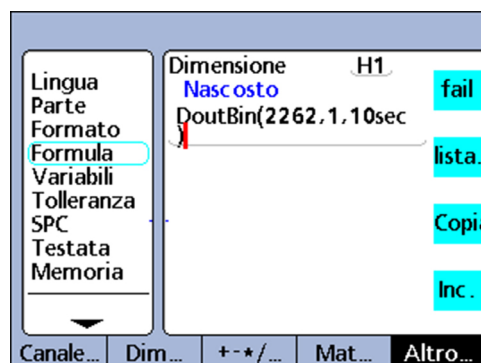 Lingua
Parte
Formato
Formula
Variabili
Tolleranza
SPC
Testata
Memoria
Dimensione H1
Nascosto
DoutBin(2262,1,10sec
)
fail
lista.
Copi
Inc.
Canale... Dim... +-*/... Mat... Altro...